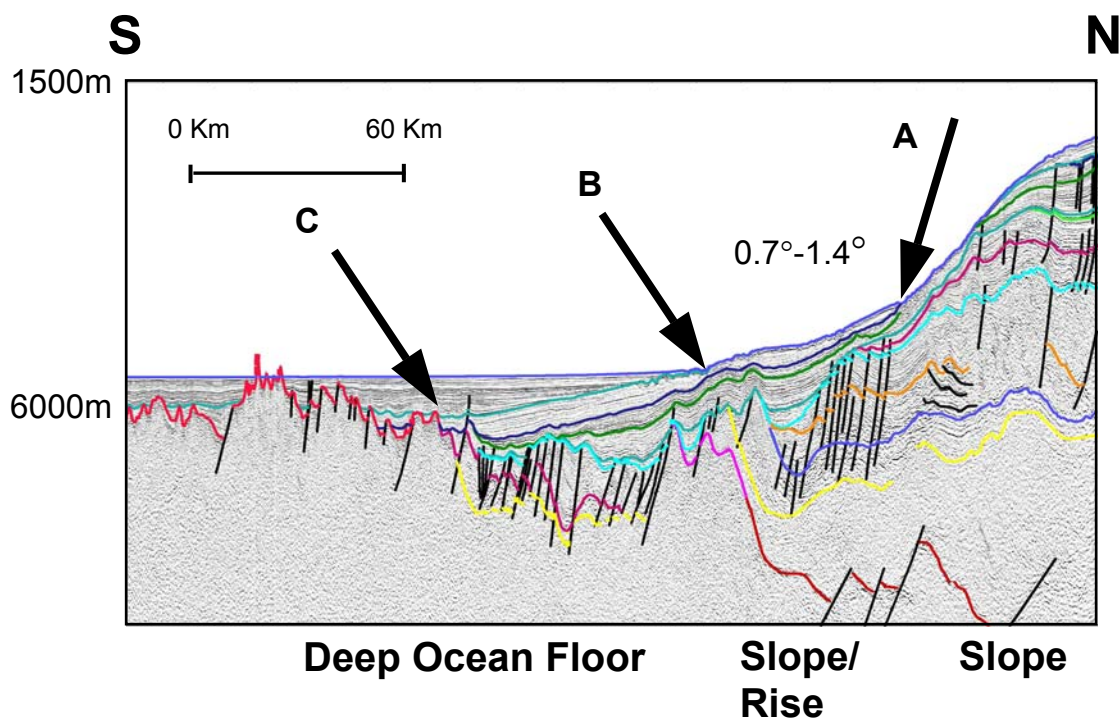 S
N
1500m
0 Km
60 Km
A
B
C
0.7°-1.4°
6000m
Deep Ocean Floor
Slope/
Rise
Slope